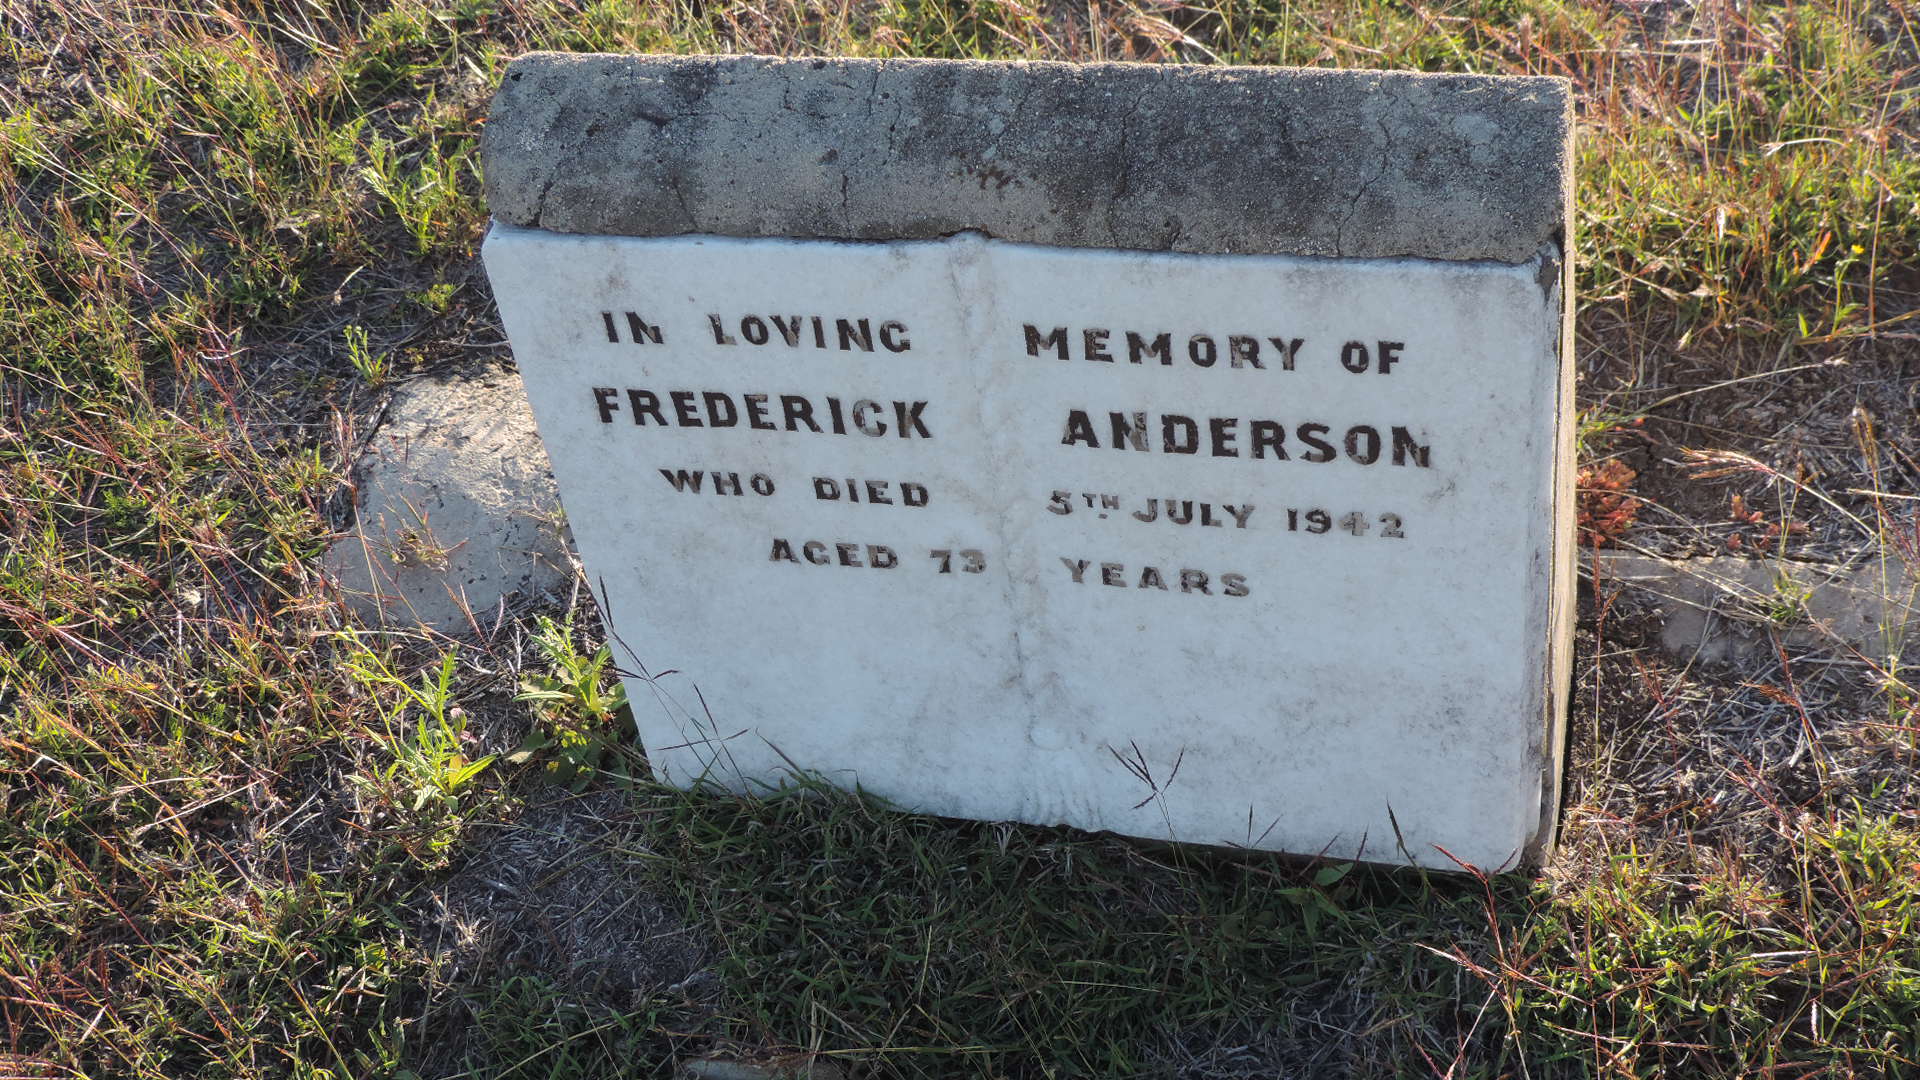 IN LOVING MEMORY OF
FREDERICK ANDERSON
WHO DIED 5TH JULY 1942
AGED 73 YEARS